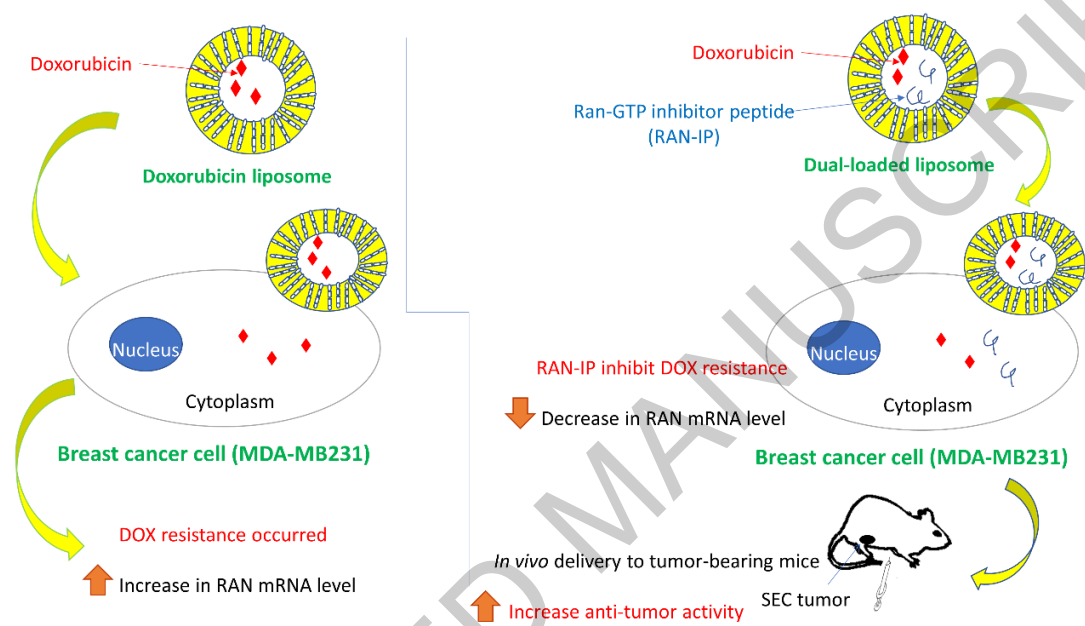 Doxorubicin
Doxorubicin liposome
Nucleus
Cytoplasm
Breast cancer cell (MDA-MB231)
DOX resistance occurred
Increase in RAN mRNA level
Doxorubicin
Ran-GTP inhibitor peptide
(RAN-IP)
Dual-loaded liposome
Nucleus
RAN-IP inhibit DOX resistance
Decrease in RAN mRNA level
Cytoplasm
Breast cancer cell (MDA-MB231)
In vivo delivery to tumor-bearing mice
SEC tumor
Increase anti-tumor activity
ED MANUSCRI